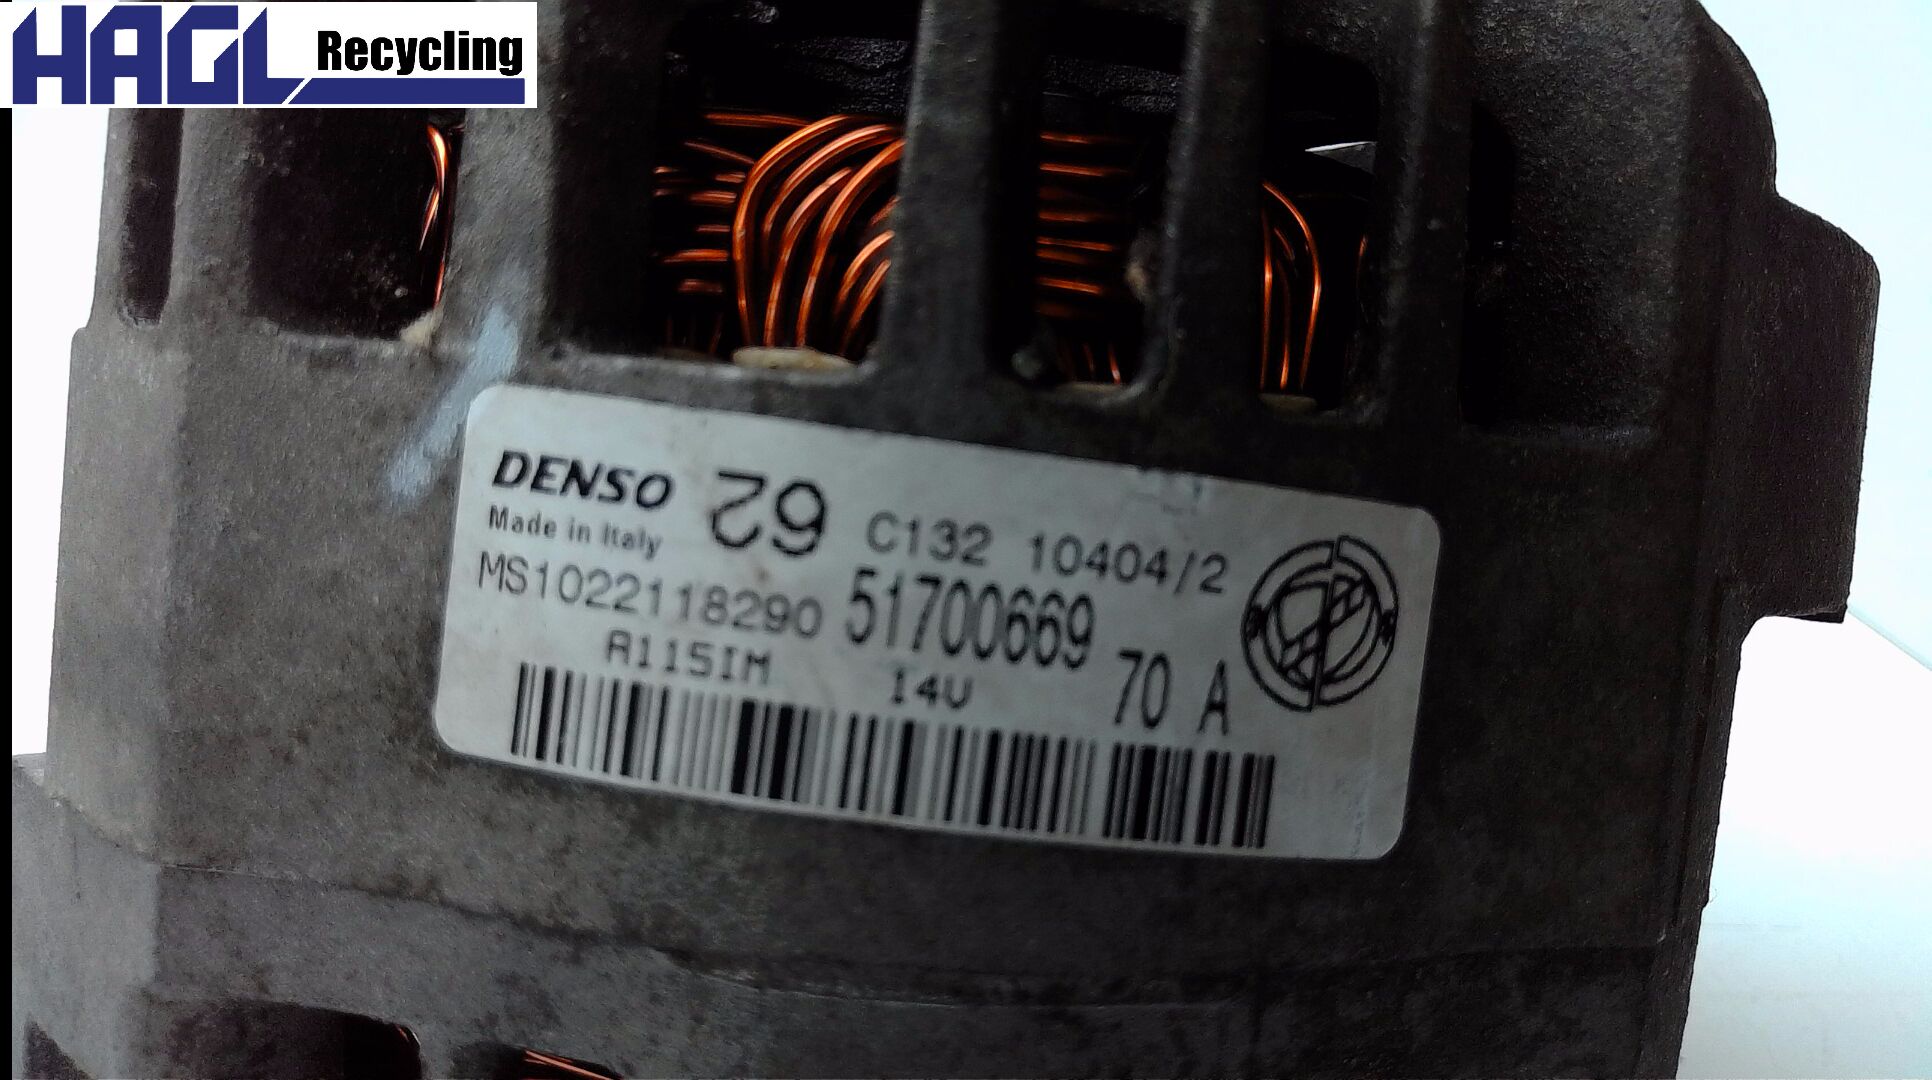 HAGL Recycling
DENSO 62 C132 10404/2
Made in Italy
MS1022118290 51700669
A115IM 14V 70 A